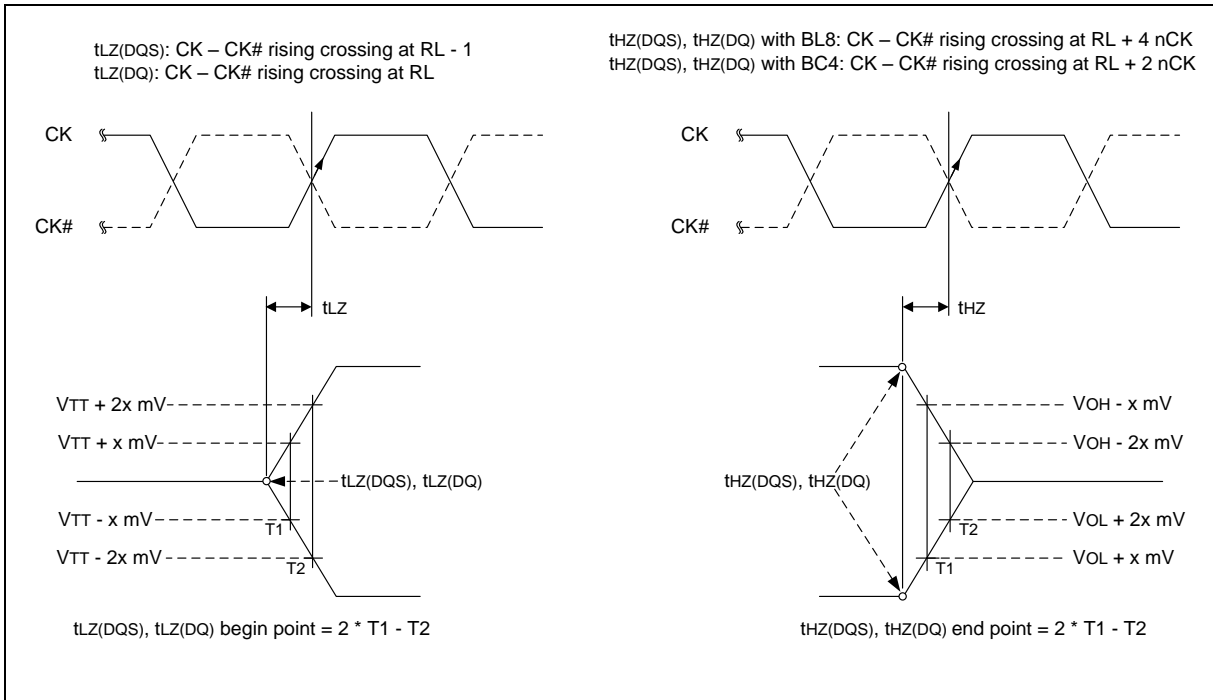 tLZ(DQS): CK – CK# rising crossing at RL - 1
tLZ(DQ): CK – CK# rising crossing at RL
tHZ(DQS), tHZ(DQ) with BL8: CK – CK# rising crossing at RL + 4 nCK
tHZ(DQS), tHZ(DQ) with BC4: CK – CK# rising crossing at RL + 2 nCK
CK
CK#
CK
CK#
tLZ
tHZ
VTT + 2x mV
VTT + x mV
tLZ(DQS), tLZ(DQ)
VTT - x mV
T1
VTT - 2x mV
T2
VOH - x mV
VOH - 2x mV
tHZ(DQS), tHZ(DQ)
VOL + 2x mV
T2
VOL + x mV
T1
tLZ(DQS), tLZ(DQ) begin point = 2 * T1 - T2
tHZ(DQS), tHZ(DQ) end point = 2 * T1 - T2